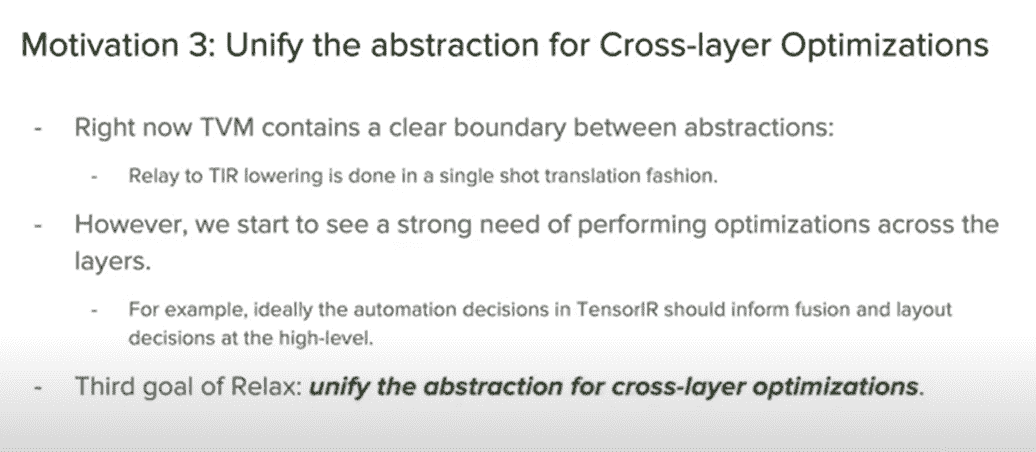 Motivation 3: Unify the abstraction for Cross-layer Optimizations
- Right now TVM contains a clear boundary between abstractions:
- Relay to TIR lowering is done in a single shot translation fashion.
- However, we start to see a strong need of performing optimizations across the
layers.
- For example, ideally the automation decisions in TensorIR should inform fusion and layout
decisions at the high-level.
- Third goal of Relax: unify the abstraction for cross-layer optimizations.